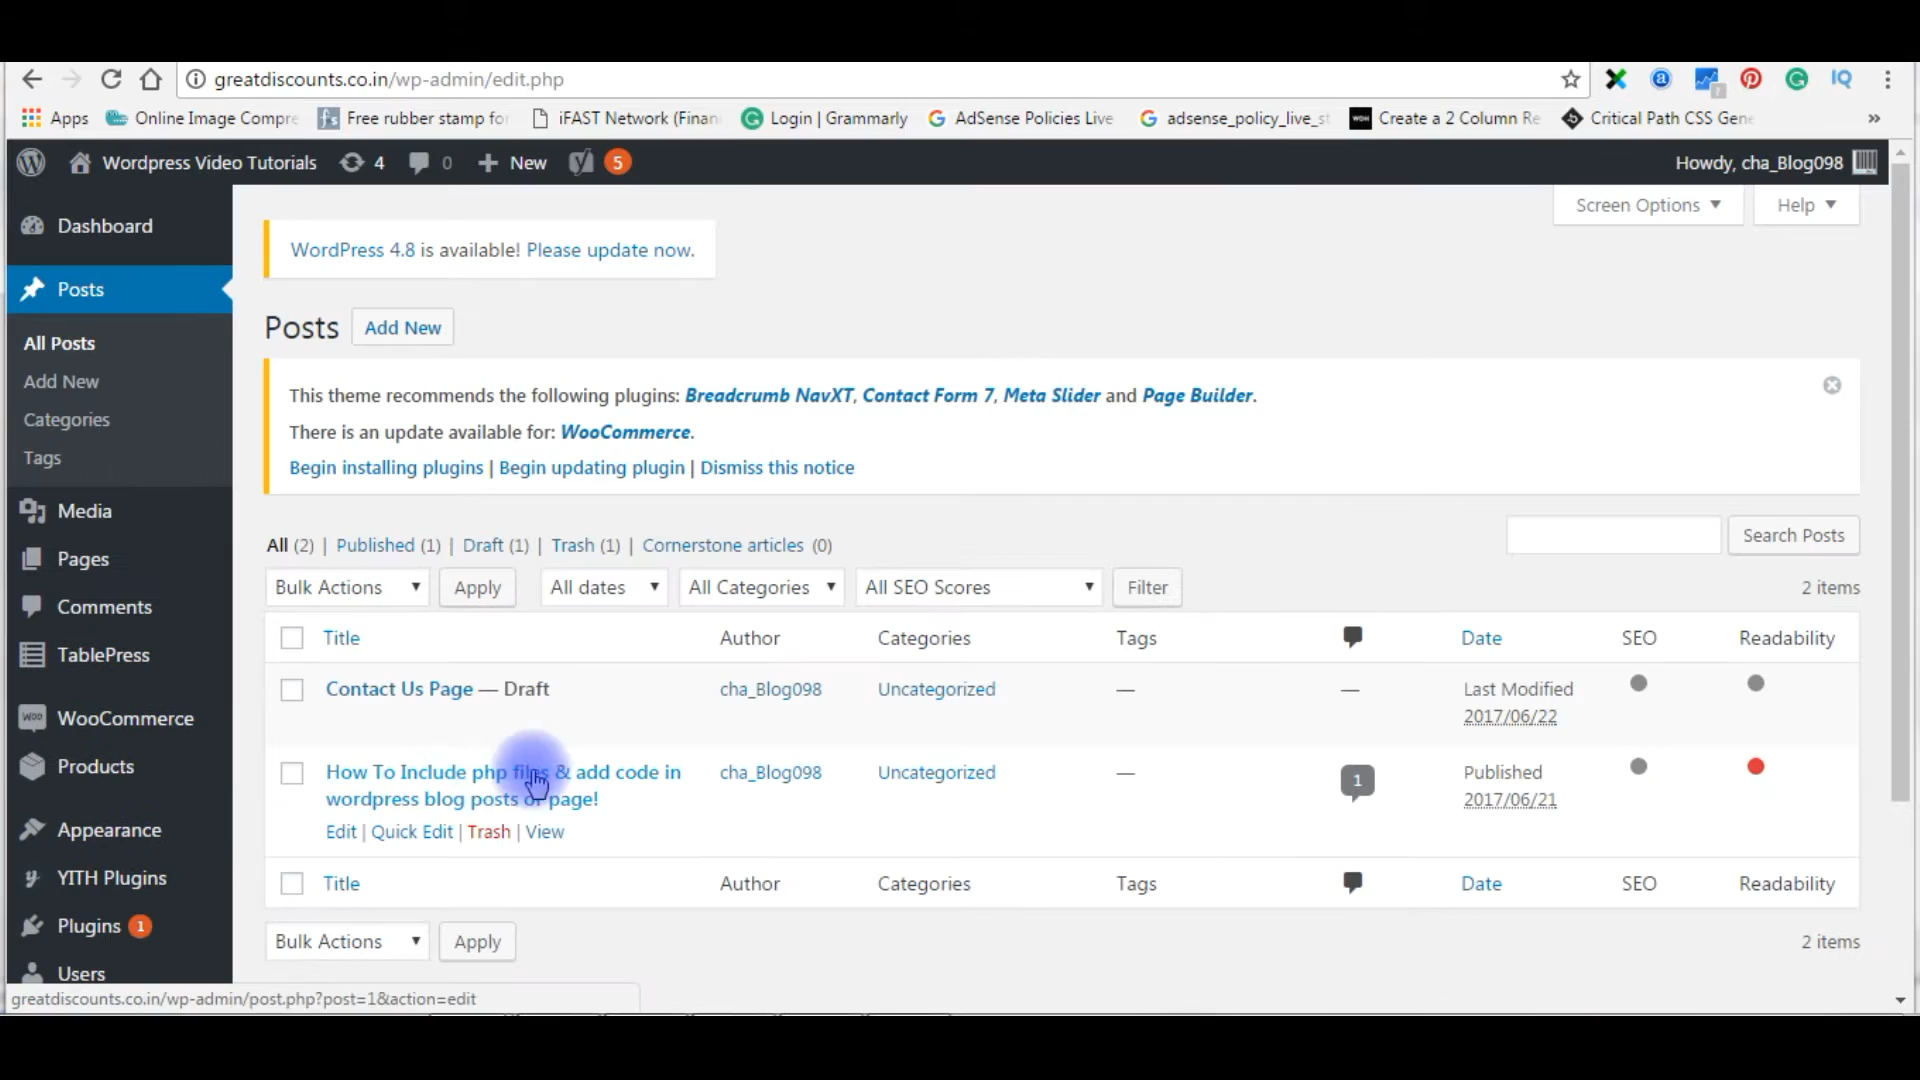 greatdiscounts.co.in/wp-admin/edit.php
Apps Online Image Compre Free rubber stamp fo iFAST Network (Finan Login | Grammarly AdSense Policies Live adsense_policy_live_st Create a 2 Column Re Critical Path CSS Gene »
Wordpress Video Tutorials 4 0 + New 5 Howdy, cha_Blog098
Screen Options Help
Dashboard
Posts
All Posts
Add New
Categories
Tags
Media
Pages
Comments
TablePress
WooCommerce
Products
Appearance
YITH Plugins
Plugins 1
Users
WordPress 4.8 is available! Please update now.
Posts Add New
This theme recommends the following plugins: Breadcrumb NavXT, Contact Form 7, Meta Slider and Page Builder.
There is an update available for: WooCommerce.
Begin installing plugins | Begin updating plugin | Dismiss this notice
All (2) | Published (1) | Draft (1) | Trash (1) | Cornerstone articles (0)
Search Posts
Bulk Actions Apply All dates All Categories All SEO Scores Filter 2 items
Title Author Categories Tags Date SEO Readability
Contact Us Page — Draft cha_Blog098 Uncategorized — — Last Modified
2017/06/22
How To Include php files & add code in cha_Blog098 Uncategorized — 1 Published
wordpress blog posts or page! 2017/06/21
Edit | Quick Edit | Trash | View
Title Author Categories Tags Date SEO Readability
Bulk Actions Apply 2 items
greatdiscounts.co.in/wp-admin/post.php?post=1&action=edit